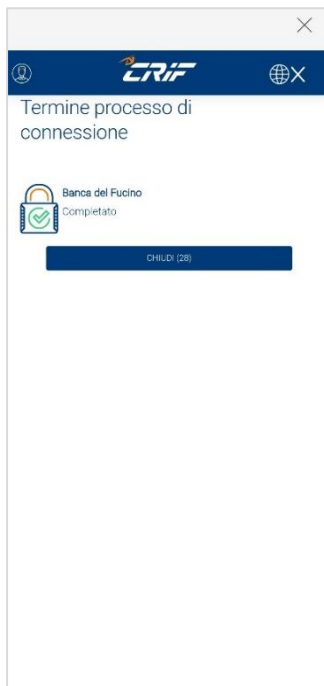 CRIF
Termine processo di
connessione
Banca del Fucino
Completato
CHIUDI (28)